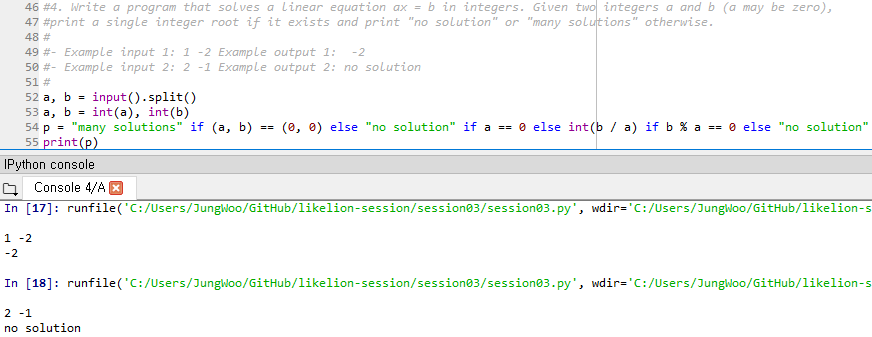 46 #4. Write a program that solves a linear equation ax = b in integers. Given two integers a and b (a may be zero),
47 #print a single integer root if it exists and print "no solution" or "many solutions" otherwise.
48 #
49 #- Example input 1: 1 -2 Example output 1:  -2
50 #- Example input 2: 2 -1 Example output 2: no solution
51 #
52 a, b = input().split()
53 a, b = int(a), int(b)
54 p = "many solutions" if (a, b) == (0, 0) else "no solution" if a == 0 else int(b / a) if b % a == 0 else "no solution"
55 print(p)
IPython console
Console 4/A
In [17]: runfile('C:/Users/JungWoo/GitHub/likelion-session/session03/session03.py', wdir='C:/Users/JungWoo/GitHub/likelion-s
1 -2
-2
In [18]: runfile('C:/Users/JungWoo/GitHub/likelion-session/session03/session03.py', wdir='C:/Users/JungWoo/GitHub/likelion-s
2 -1
no solution